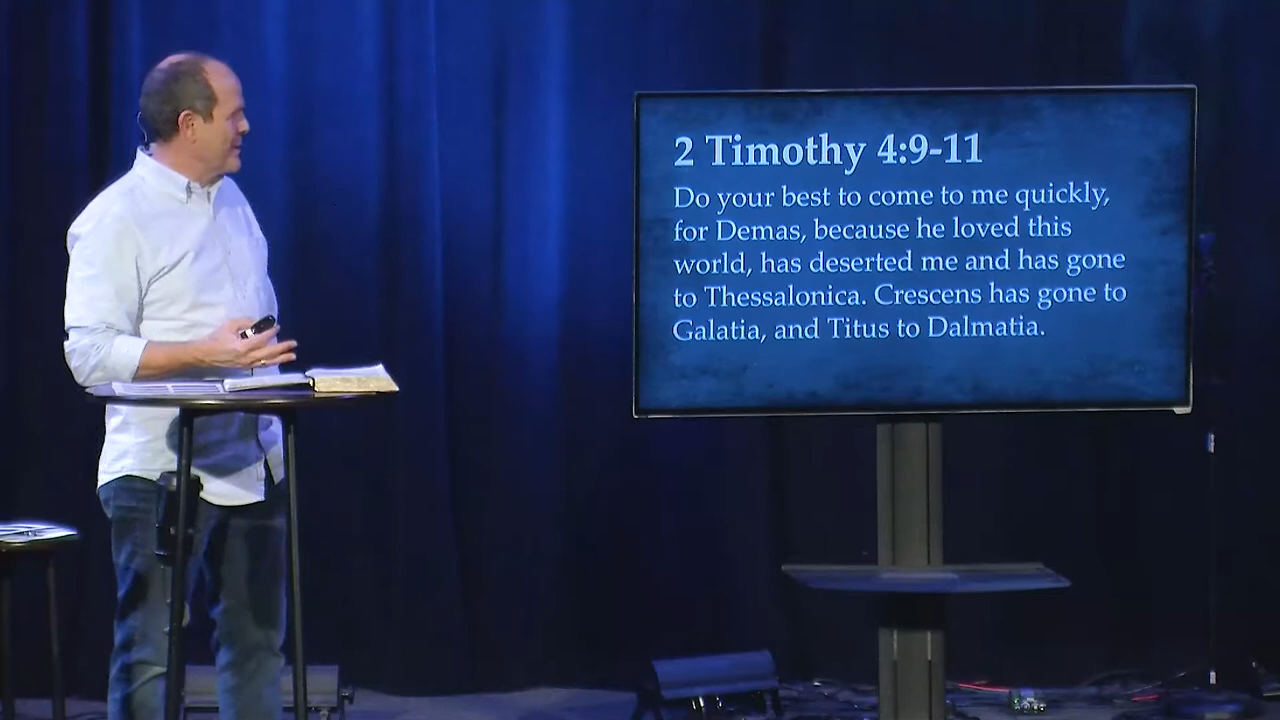 2 Timothy 4:9-11
Do your best to come to me quickly,
for Demas, because he loved this
world, has deserted me and has gone
to Thessalonica. Crescens has gone to
Galatia, and Titus to Dalmatia.